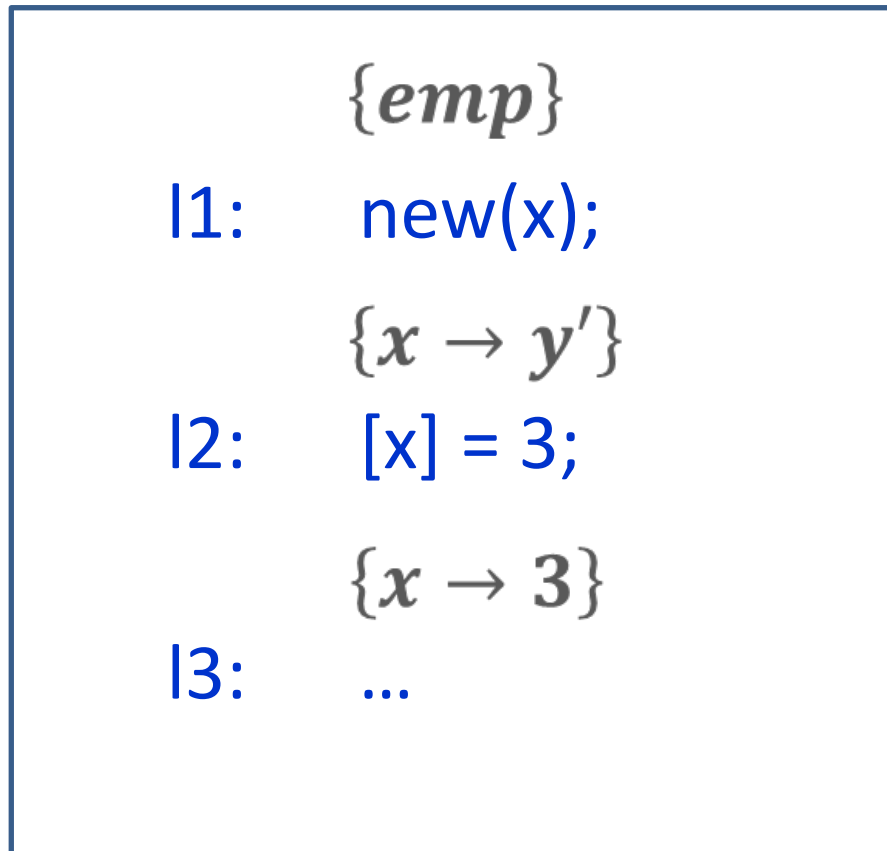 {emp}
l1: new(x);
{x → y′}
l2: [x] = 3;
{x → 3}
l3: …